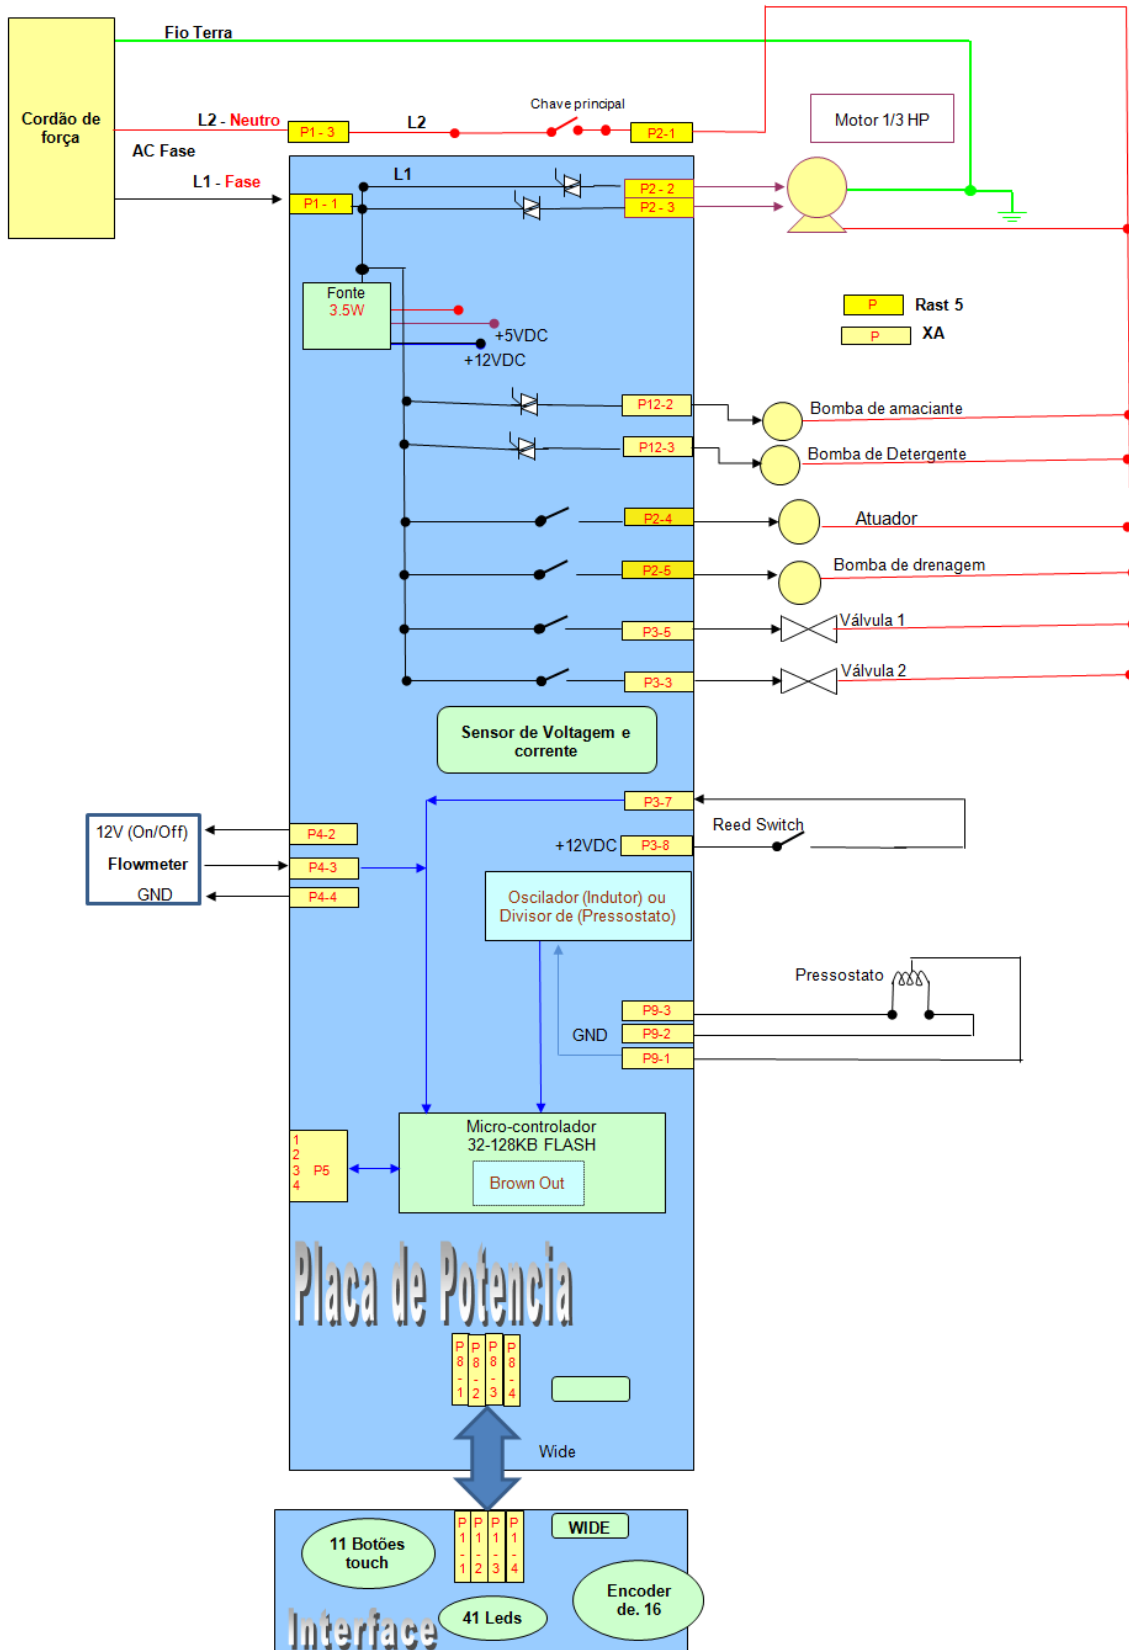 Fio Terra
Cordão de
força
L2 - Neutro
P1 - 3
L2
Chave principal
P2-1
Motor 1/3 HP
AC Fase
L1 - Fase
P1 - 1
L1
P2 - 2
P2 - 3
Fonte
3.5W
+5VDC
+12VDC
P
Rast 5
P
XA
P12-2
Bomba de amaciante
P12-3
Bomba de Detergente
P2-4
Atuador
P2-5
Bomba de drenagem
P3-5
Válvula 1
P3-3
Válvula 2
Sensor de Voltagem e
corrente
P3-7
12V (On/Off)
P4-2
Reed Switch
+12VDC
P3-8
Flowmeter
P4-3
GND
P4-4
Oscilador (Indutor) ou
Divisor de (Pressostato)
Pressostato
P9-3
GND
P9-2
P9-1
Micro-controlador
32-128KB FLASH
Brown Out
1
2
3
4
P5
Placa de Potencia
P8-1
P8-2
P8-3
P8-4
Wide
11 Botões
touch
P1-1
P1-2
P1-3
P1-4
WIDE
Encoder
de. 16
41 Leds
Interface